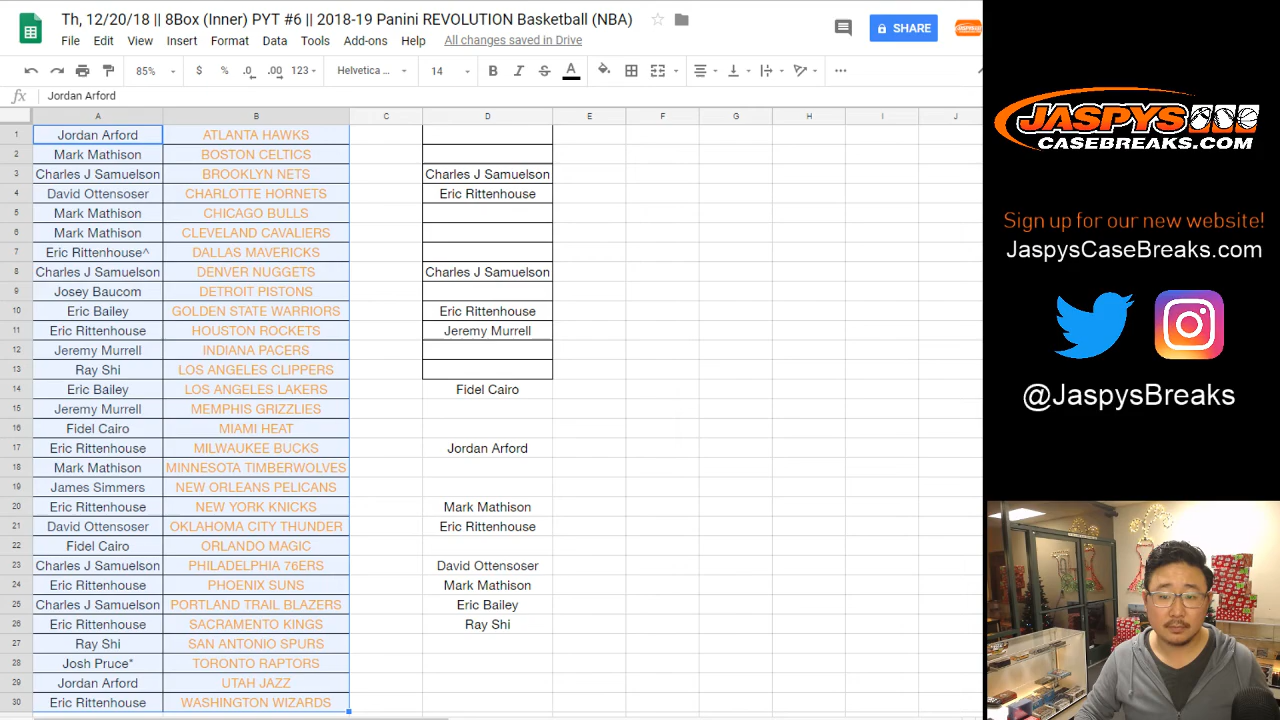 Th, 12/20/18 || 8Box (Inner) PYT #6 || 2018-19 Panini REVOLUTION Basketball (NBA)
File Edit View Insert Format Data Tools Add-ons Help All changes saved in Drive
SHARE
85% $ % .0 .00 123 Helvetica ... 14 B I S A
fx Jordan Arford
A B C D E F G H I J
1 Jordan Arford ATLANTA HAWKS
2 Mark Mathison BOSTON CELTICS
3 Charles J Samuelson BROOKLYN NETS Charles J Samuelson
4 David Ottensoser CHARLOTTE HORNETS Eric Rittenhouse
5 Mark Mathison CHICAGO BULLS
6 Mark Mathison CLEVELAND CAVALIERS
7 Eric Rittenhouse^ DALLAS MAVERICKS
8 Charles J Samuelson DENVER NUGGETS Charles J Samuelson
9 Josey Baucom DETROIT PISTONS
10 Eric Bailey GOLDEN STATE WARRIORS Eric Rittenhouse
11 Eric Rittenhouse HOUSTON ROCKETS Jeremy Murrell
12 Jeremy Murrell INDIANA PACERS
13 Ray Shi LOS ANGELES CLIPPERS
14 Eric Bailey LOS ANGELES LAKERS Fidel Cairo
15 Jeremy Murrell MEMPHIS GRIZZLIES
16 Fidel Cairo MIAMI HEAT
17 Eric Rittenhouse MILWAUKEE BUCKS Jordan Arford
18 Mark Mathison MINNESOTA TIMBERWOLVES
19 James Simmers NEW ORLEANS PELICANS
20 Eric Rittenhouse NEW YORK KNICKS Mark Mathison
21 David Ottensoser OKLAHOMA CITY THUNDER Eric Rittenhouse
22 Fidel Cairo ORLANDO MAGIC
23 Charles J Samuelson PHILADELPHIA 76ERS David Ottensoser
24 Eric Rittenhouse PHOENIX SUNS Mark Mathison
25 Charles J Samuelson PORTLAND TRAIL BLAZERS Eric Bailey
26 Eric Rittenhouse SACRAMENTO KINGS Ray Shi
27 Ray Shi SAN ANTONIO SPURS
28 Josh Pruce* TORONTO RAPTORS
29 Jordan Arford UTAH JAZZ
30 Eric Rittenhouse WASHINGTON WIZARDS
JASPYS
CASEBREAKS.COM
Sign up for our new website!
JaspysCaseBreaks.com
@JaspysBreaks